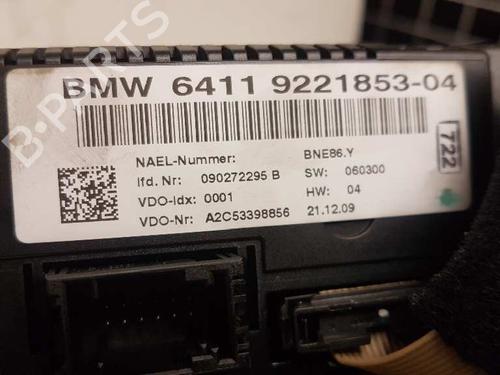 BMW 6411 9221853-04
NAEL-Nummer: BNE86.Y
lfd. Nr: 090272295 B SW: 060300
VDO-Idx: 0001 HW: 04
VDO-Nr: A2C53398856 21.12.09
722
B-PARTS